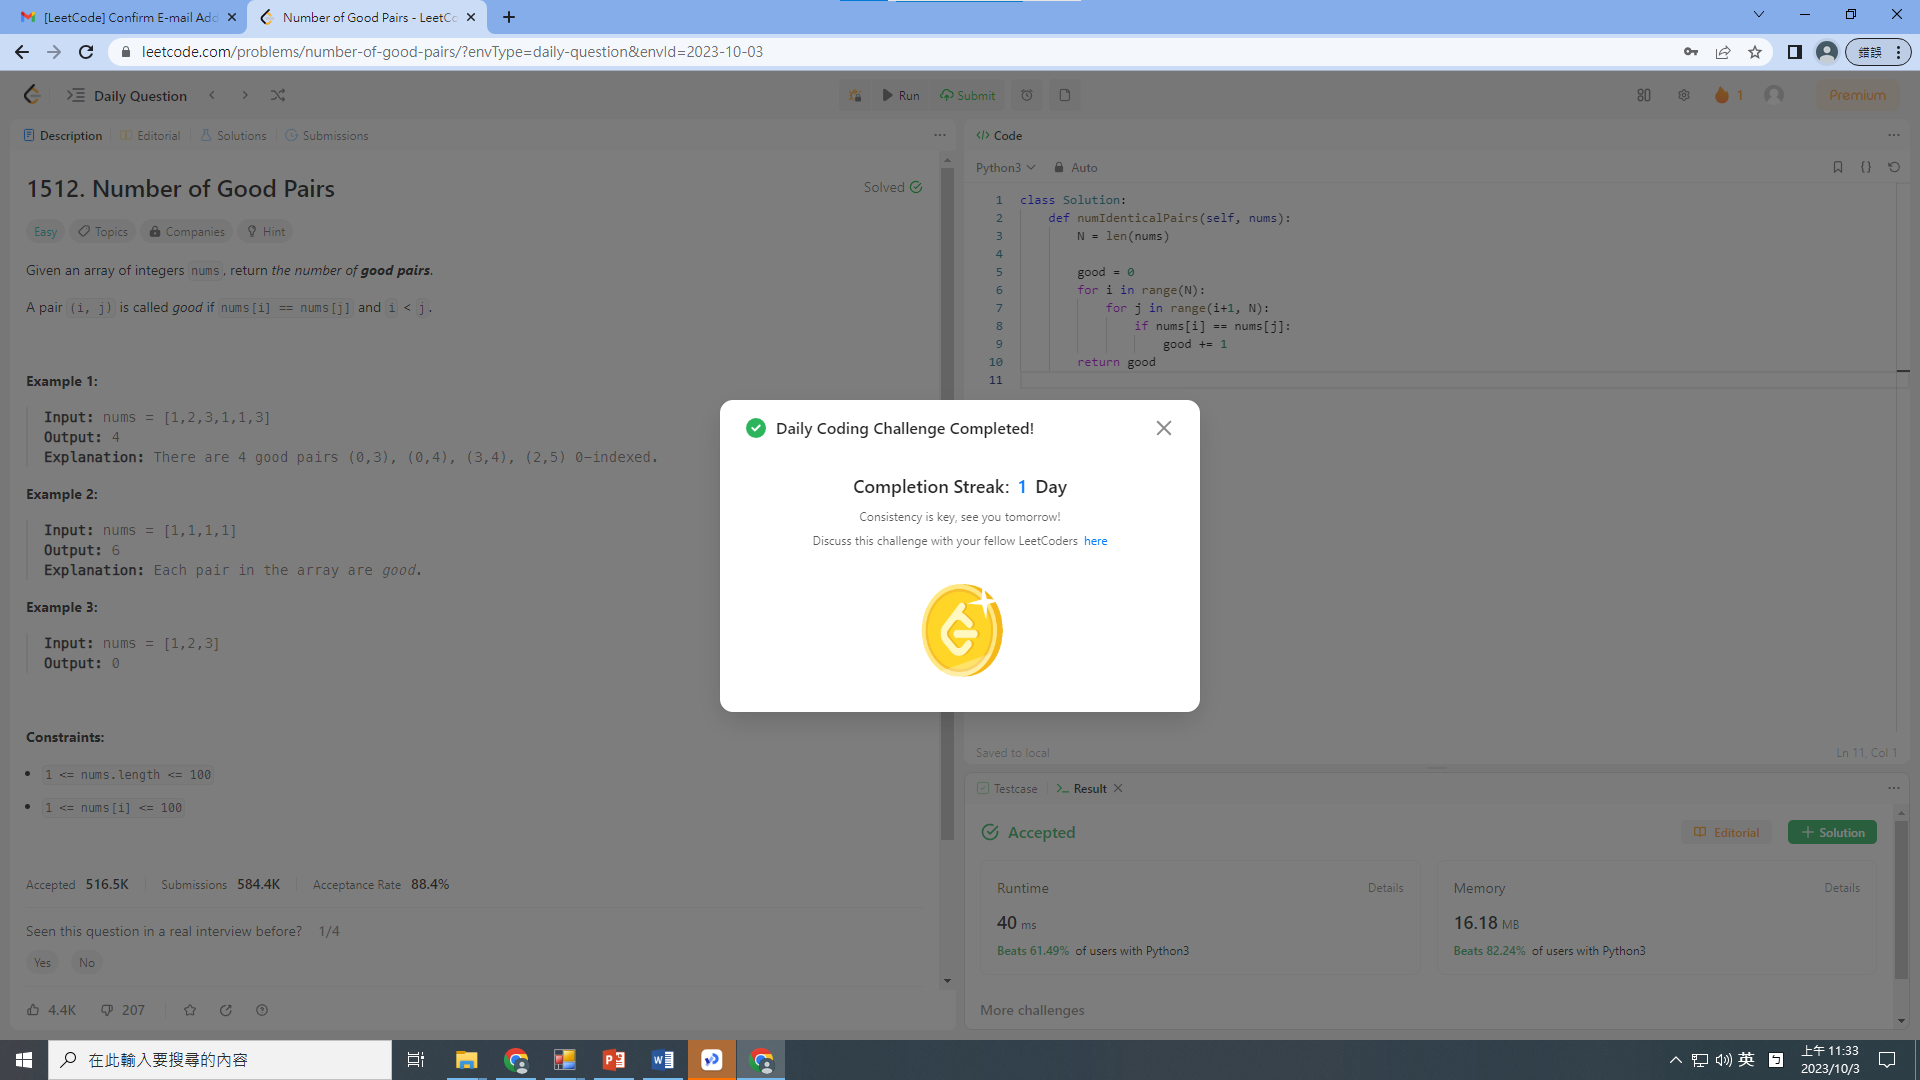 [LeetCode] Confirm E-mail Add
Number of Good Pairs - LeetCo
leetcode.com/problems/number-of-good-pairs/?envType=daily-question&envId=2023-10-03
錯誤
Daily Question
Run
Submit
1
Premium
Description
Editorial
Solutions
Submissions
1512. Number of Good Pairs
Solved
Easy
Topics
Companies
Hint
Given an array of integers nums, return the number of good pairs.
A pair (i, j) is called good if nums[i] == nums[j] and i < j.
Example 1:
Input: nums = [1,2,3,1,1,3]
Output: 4
Explanation: There are 4 good pairs (0,3), (0,4), (3,4), (2,5) 0-indexed.
Example 2:
Input: nums = [1,1,1,1]
Output: 6
Explanation: Each pair in the array are good.
Example 3:
Input: nums = [1,2,3]
Output: 0
Constraints:
1 <= nums.length <= 100
1 <= nums[i] <= 100
Accepted 516.5K
Submissions 584.4K
Acceptance Rate 88.4%
Seen this question in a real interview before? 1/4
Yes
No
4.4K
207
Code
Python3
Auto
1 class Solution:
2 def numIdenticalPairs(self, nums):
3 N = len(nums)
4
5 good = 0
6 for i in range(N):
7 for j in range(i+1, N):
8 if nums[i] == nums[j]:
9 good += 1
10 return good
11
Daily Coding Challenge Completed!
Completion Streak: 1 Day
Consistency is key, see you tomorrow!
Discuss this challenge with your fellow LeetCoders here
Saved to local
Ln 11, Col 1
Testcase
Result
Accepted
Editorial
Solution
Runtime
Details
40 ms
Beats 61.49% of users with Python3
Memory
Details
16.18 MB
Beats 82.24% of users with Python3
More challenges
在此輸入要搜尋的內容
英
上午 11:33
2023/10/3